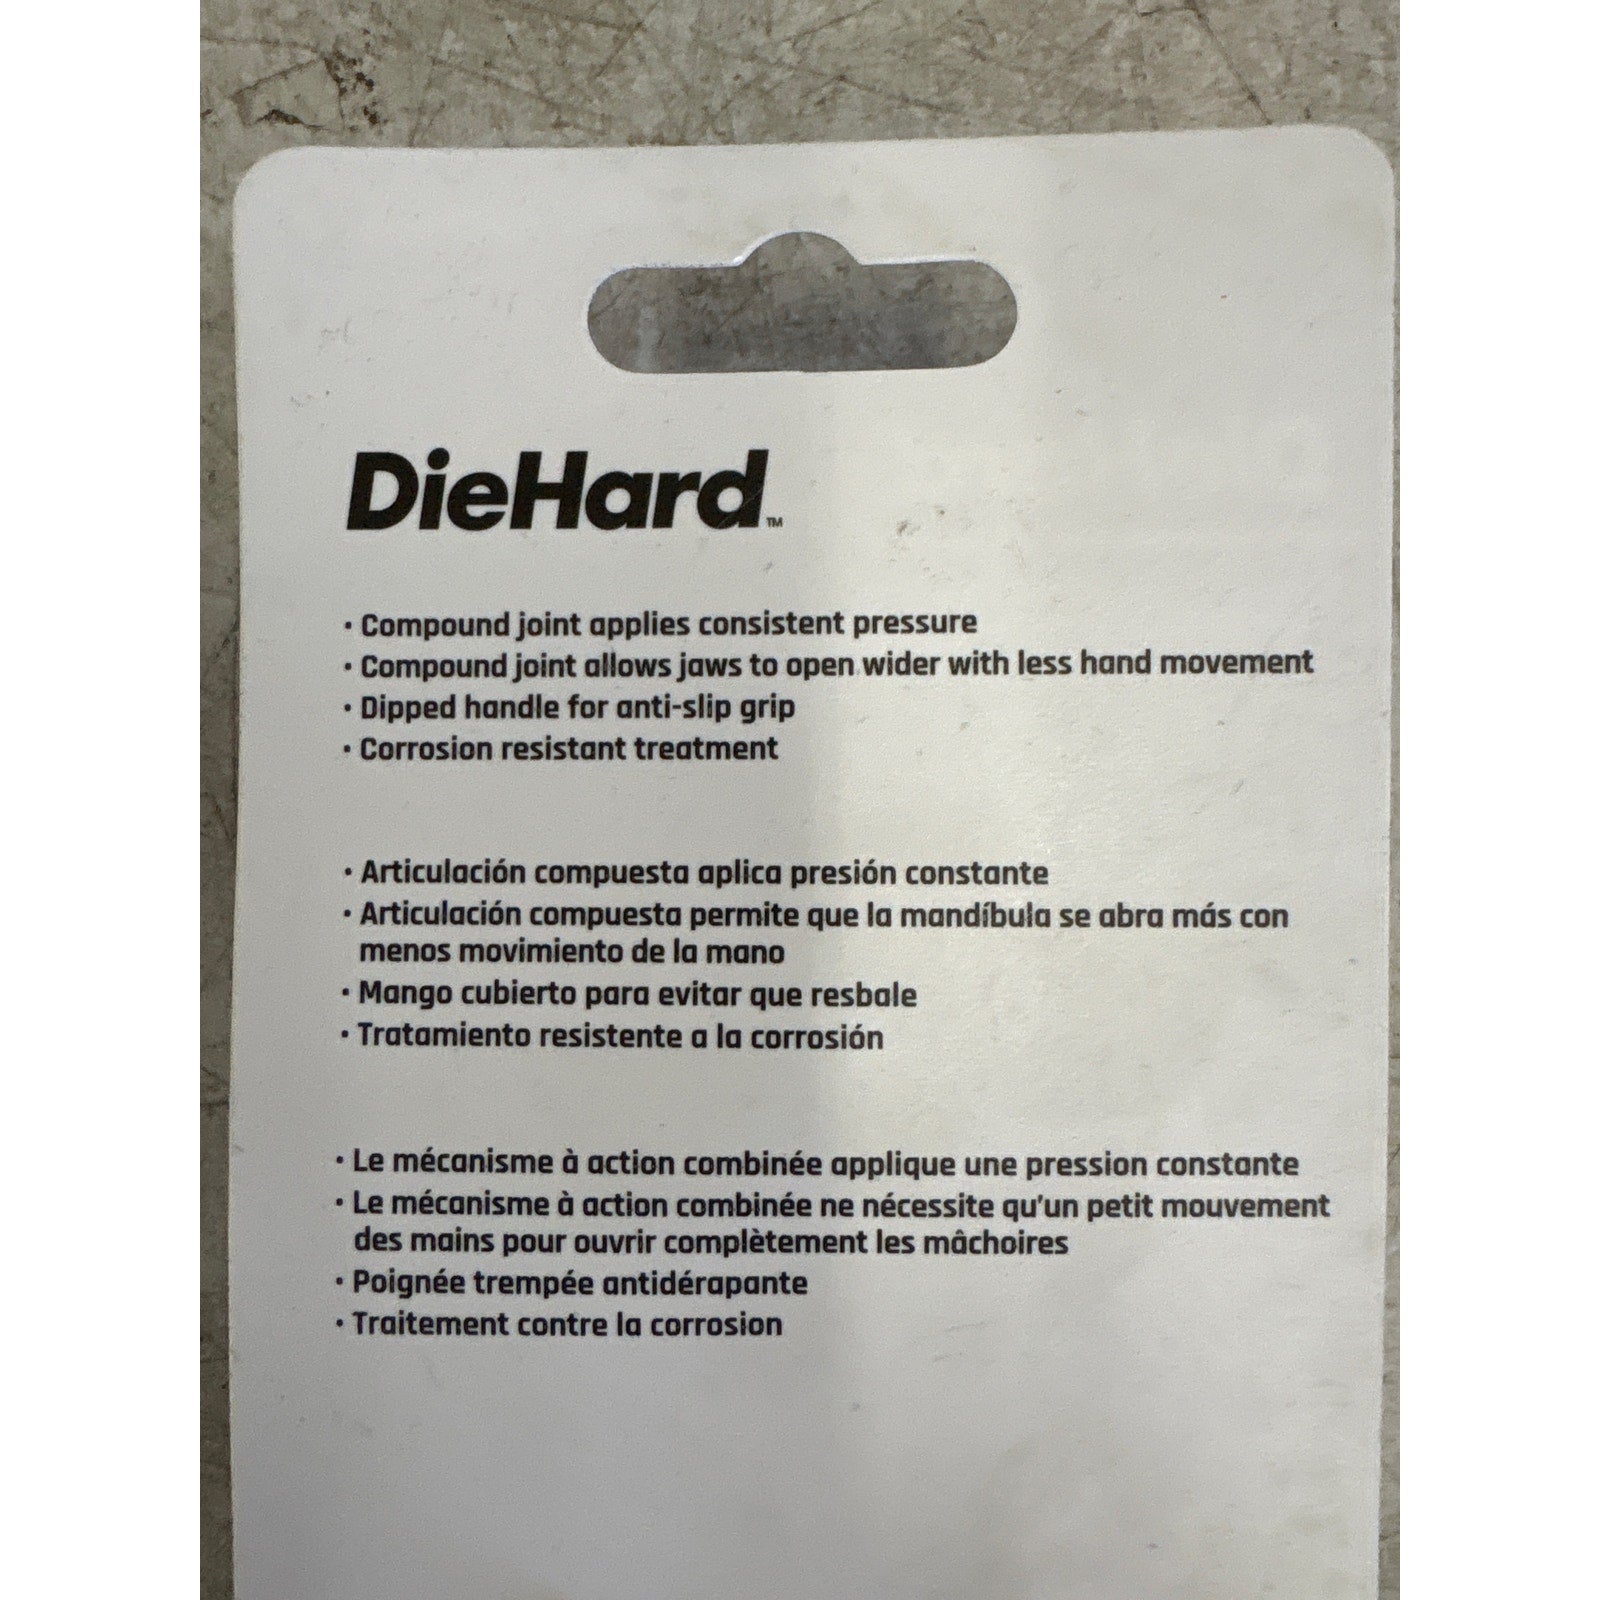 DieHard™
• Compound joint applies consistent pressure
• Compound joint allows jaws to open wider with less hand movement
• Dipped handle for anti-slip grip
• Corrosion resistant treatment
• Articulación compuesta aplica presión constante
• Articulación compuesta permite que la mandíbula se abra más con
menos movimiento de la mano
• Mango cubierto para evitar que resbale
• Tratamiento resistente a la corrosión
• Le mécanisme à action combinée applique une pression constante
• Le mécanisme à action combinée ne nécessite qu'un petit mouvement
des mains pour ouvrir complètement les mâchoires
• Poignée trempée antidérapante
• Traitement contre la corrosion